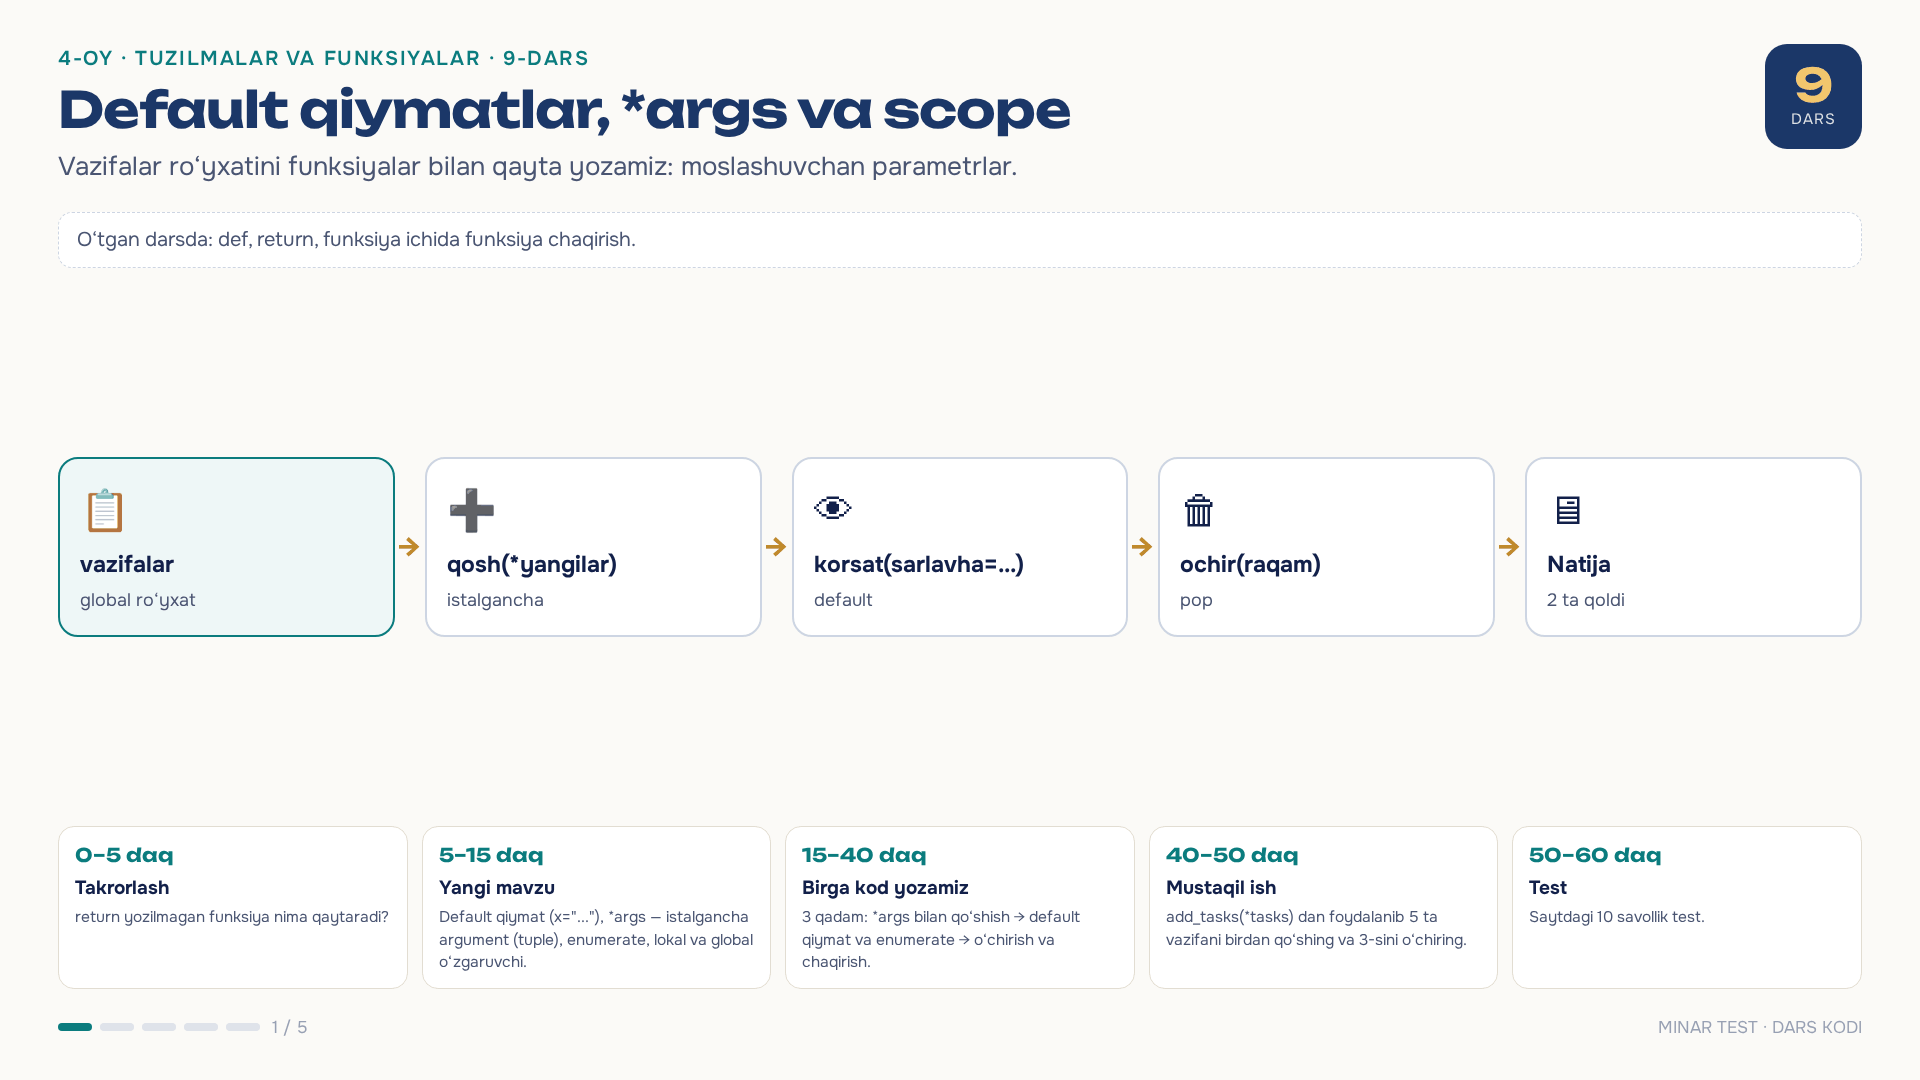 4-OY · TUZILMALAR VA FUNKSIYALAR · 9-DARS
Default qiymatlar, *args va scope
Vazifalar ro‘yxatini funksiyalar bilan qayta yozamiz: moslashuvchan parametrlar.
9
DARS
O‘tgan darsda: def, return, funksiya ichida funksiya chaqirish.
vazifalar
global ro‘yxat
→
qosh(*yangilar)
istalgancha
→
korsat(sarlavha=...)
default
→
ochir(raqam)
pop
→
Natija
2 ta qoldi
0–5 daq
Takrorlash
return yozilmagan funksiya nima qaytaradi?
5–15 daq
Yangi mavzu
Default qiymat (x="..."), *args — istalgancha
argument (tuple), enumerate, lokal va global
o‘zgaruvchi.
15–40 daq
Birga kod yozamiz
3 qadam: *args bilan qo‘shish → default
qiymat va enumerate → o‘chirish va
chaqirish.
40–50 daq
Mustaqil ish
add_tasks(*tasks) dan foydalanib 5 ta
vazifani birdan qo‘shing va 3-sini o‘chiring.
50–60 daq
Test
Saytdagi 10 savollik test.
1 / 5
MINAR TEST · DARS KODI